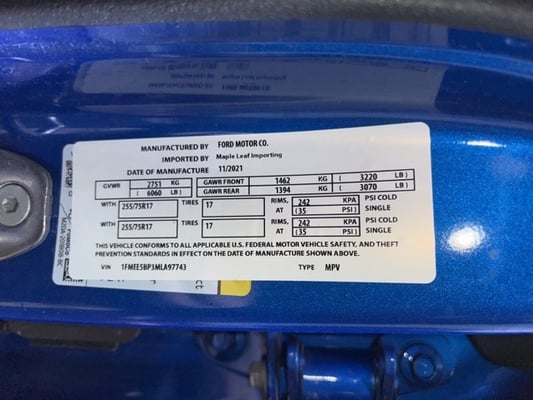 MANUFACTURED BY FORD MOTOR CO.
IMPORTED BY Maple Leaf Importing
DATE OF MANUFACTURE 11/2021
GVWR 2751 KG GAWR FRONT 1462 KG ( 3220 LB )
( 6060 LB ) GAWR REAR 1394 KG ( 3070 LB )
WITH 255/75R17 TIRES 17 RIMS, 242 KPA PSI COLD
AT ( 35 PSI ) SINGLE
WITH 255/75R17 TIRES 17 RIMS, 242 KPA PSI COLD
AT ( 35 PSI ) SINGLE
THIS VEHICLE CONFORMS TO ALL APPLICABLE U.S. FEDERAL MOTOR VEHICLE SAFETY, AND THEFT
PREVENTION STANDARDS IN EFFECT ON THE DATE OF MANUFACTURE SHOWN ABOVE.
VIN 1FMEE5BP3MLA97743 TYPE MPV